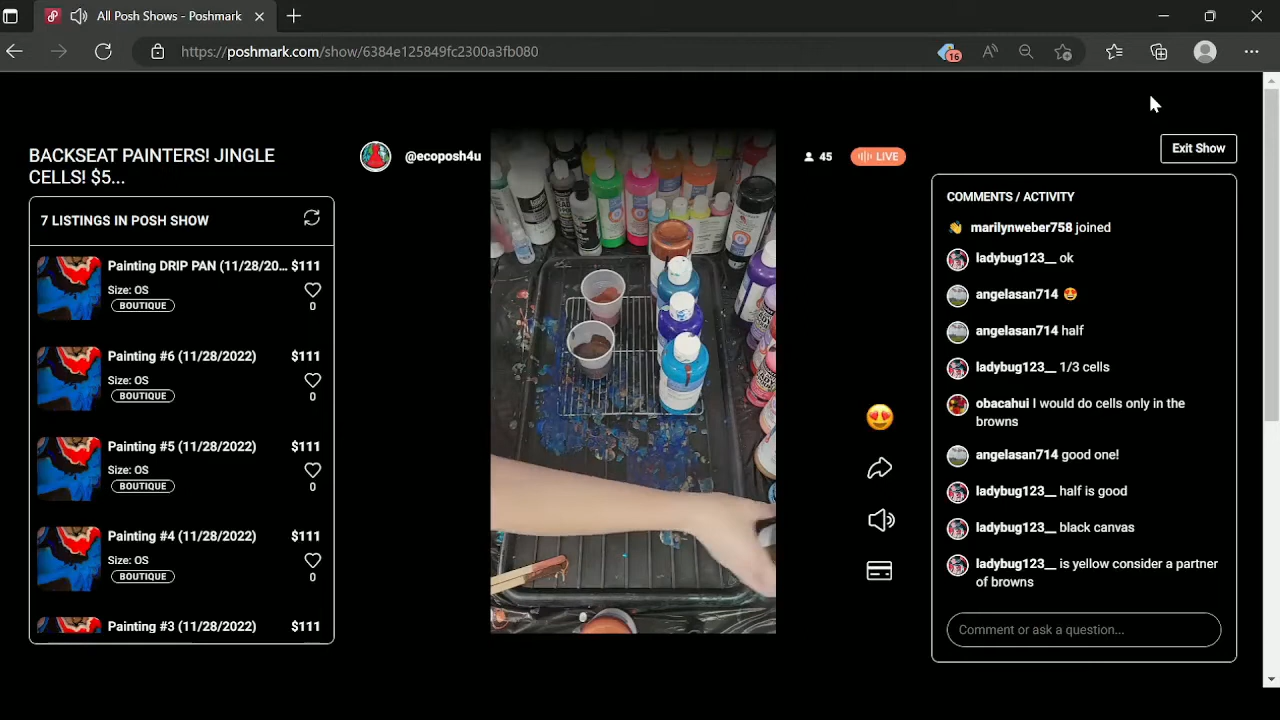 All Posh Shows - Poshmark
https://poshmark.com/show/6384e125849fc2300a3fb080
16
BACKSEAT PAINTERS! JINGLE
CELLS! $5...
7 LISTINGS IN POSH SHOW
Painting DRIP PAN (11/28/20... $111
Size: OS
BOUTIQUE
0
Painting #6 (11/28/2022) $111
Size: OS
BOUTIQUE
0
Painting #5 (11/28/2022) $111
Size: OS
BOUTIQUE
0
Painting #4 (11/28/2022) $111
Size: OS
BOUTIQUE
0
Painting #3 (11/28/2022) $111
@ecoposh4u
45
LIVE
Exit Show
COMMENTS / ACTIVITY
marilynweber758 joined
ladybug123__ ok
angelasan714 😍
angelasan714 half
ladybug123__ 1/3 cells
obacahui I would do cells only in the
browns
angelasan714 good one!
ladybug123__ half is good
ladybug123__ black canvas
ladybug123__ is yellow consider a partner
of browns
Comment or ask a question...